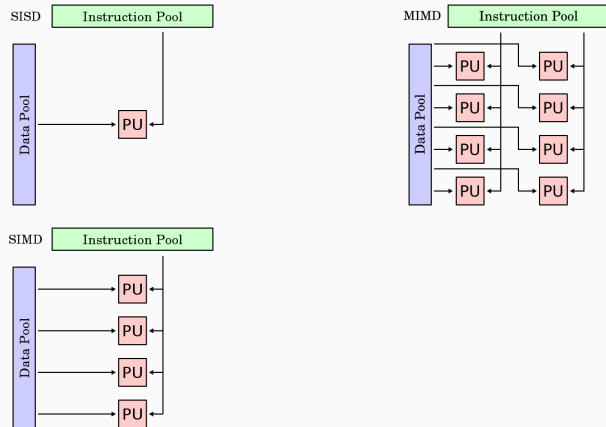 SISD Instruction Pool
Data Pool
PU
MIMD Instruction Pool
Data Pool
PU PU
PU PU
PU PU
PU PU
SIMD Instruction Pool
Data Pool
PU
PU
PU
PU